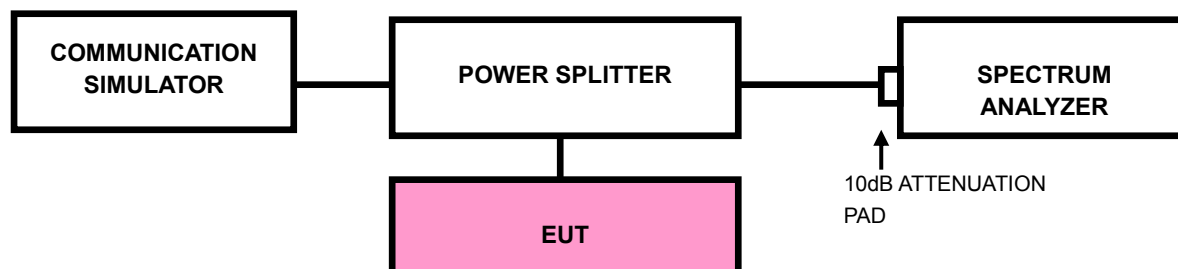 COMMUNICATION
SIMULATOR
POWER SPLITTER
SPECTRUM
ANALYZER
10dB ATTENUATION
PAD
EUT